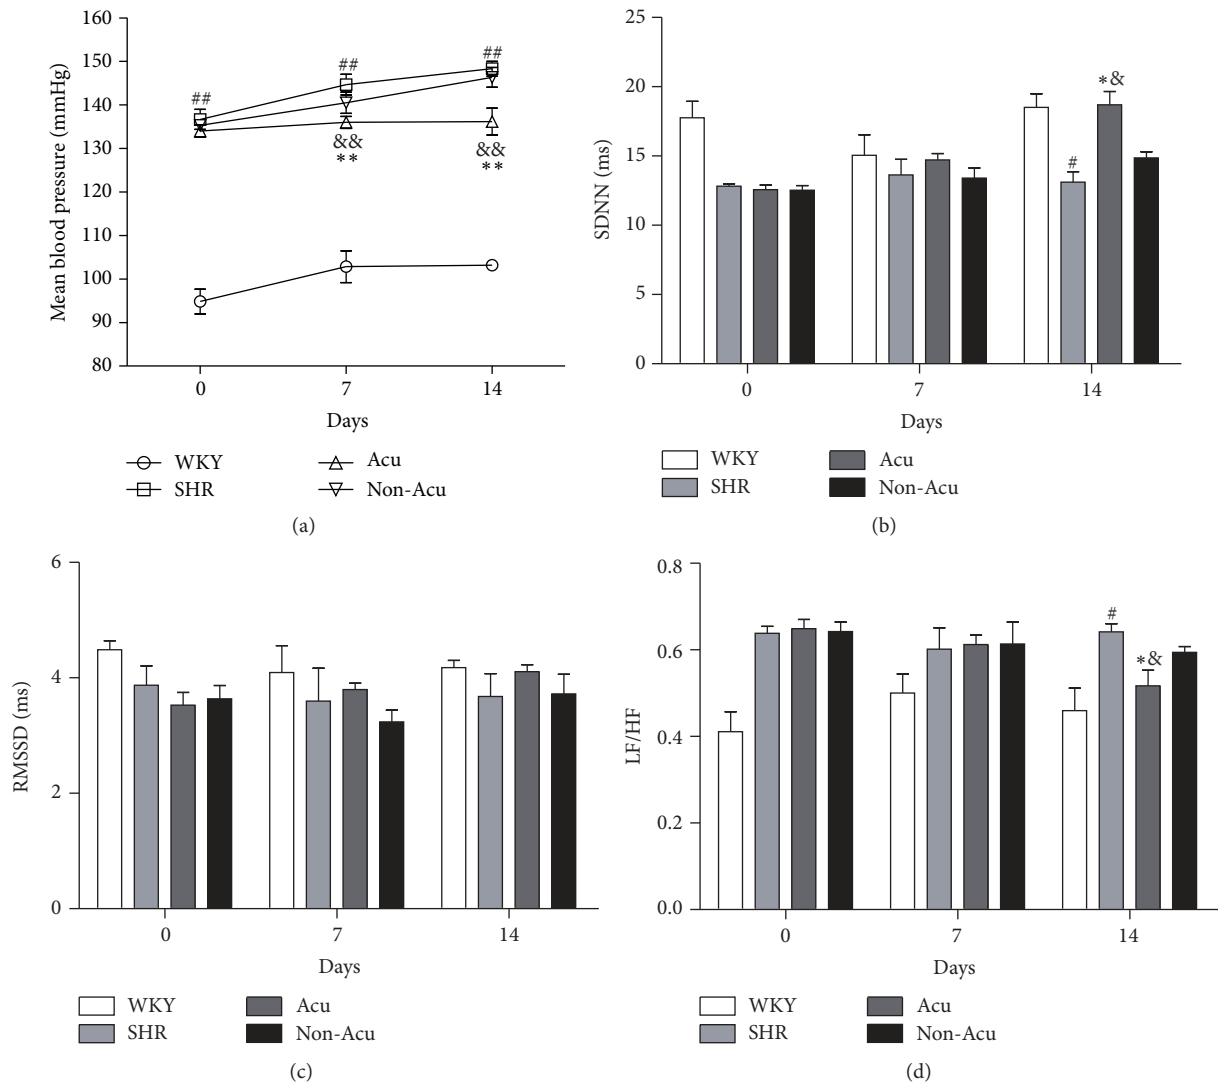 Mean blood pressure (mmHg)
160
150
140
130
120
110
100
90
80
##
##
##
&&
**
&&
**
0 7 14
Days
WKY Acu
SHR Non-Acu
(a)
SDNN (ms)
25
20
15
10
5
0
#
*&
0 7 14
Days
WKY Acu
SHR Non-Acu
(b)
RMSSD (ms)
6
4
2
0
0 7 14
Days
WKY Acu
SHR Non-Acu
(c)
LF/HF
0.8
0.6
0.4
0.2
0.0
#
*&
0 7 14
Days
WKY Acu
SHR Non-Acu
(d)